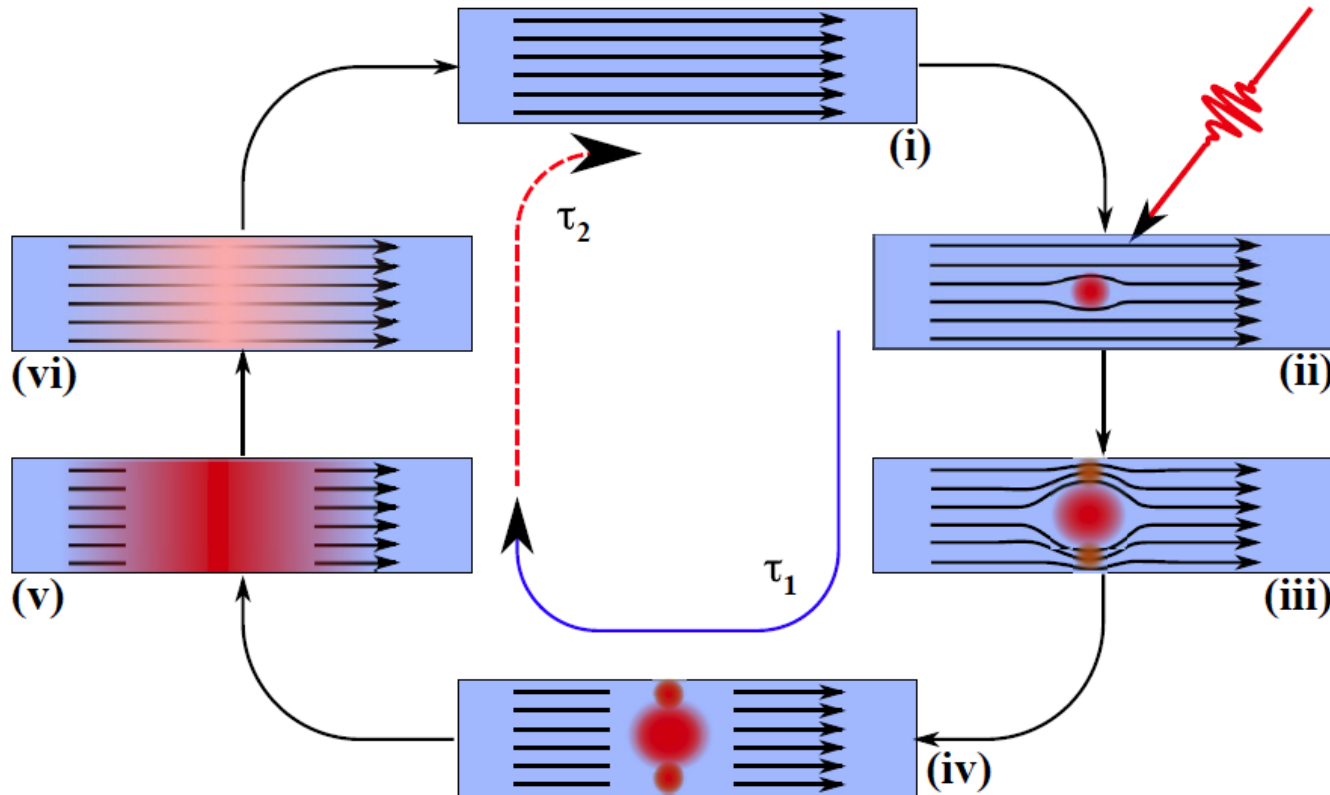 (i)
τ2
(vi)
(ii)
τ1
(v)
(iii)
(iv)